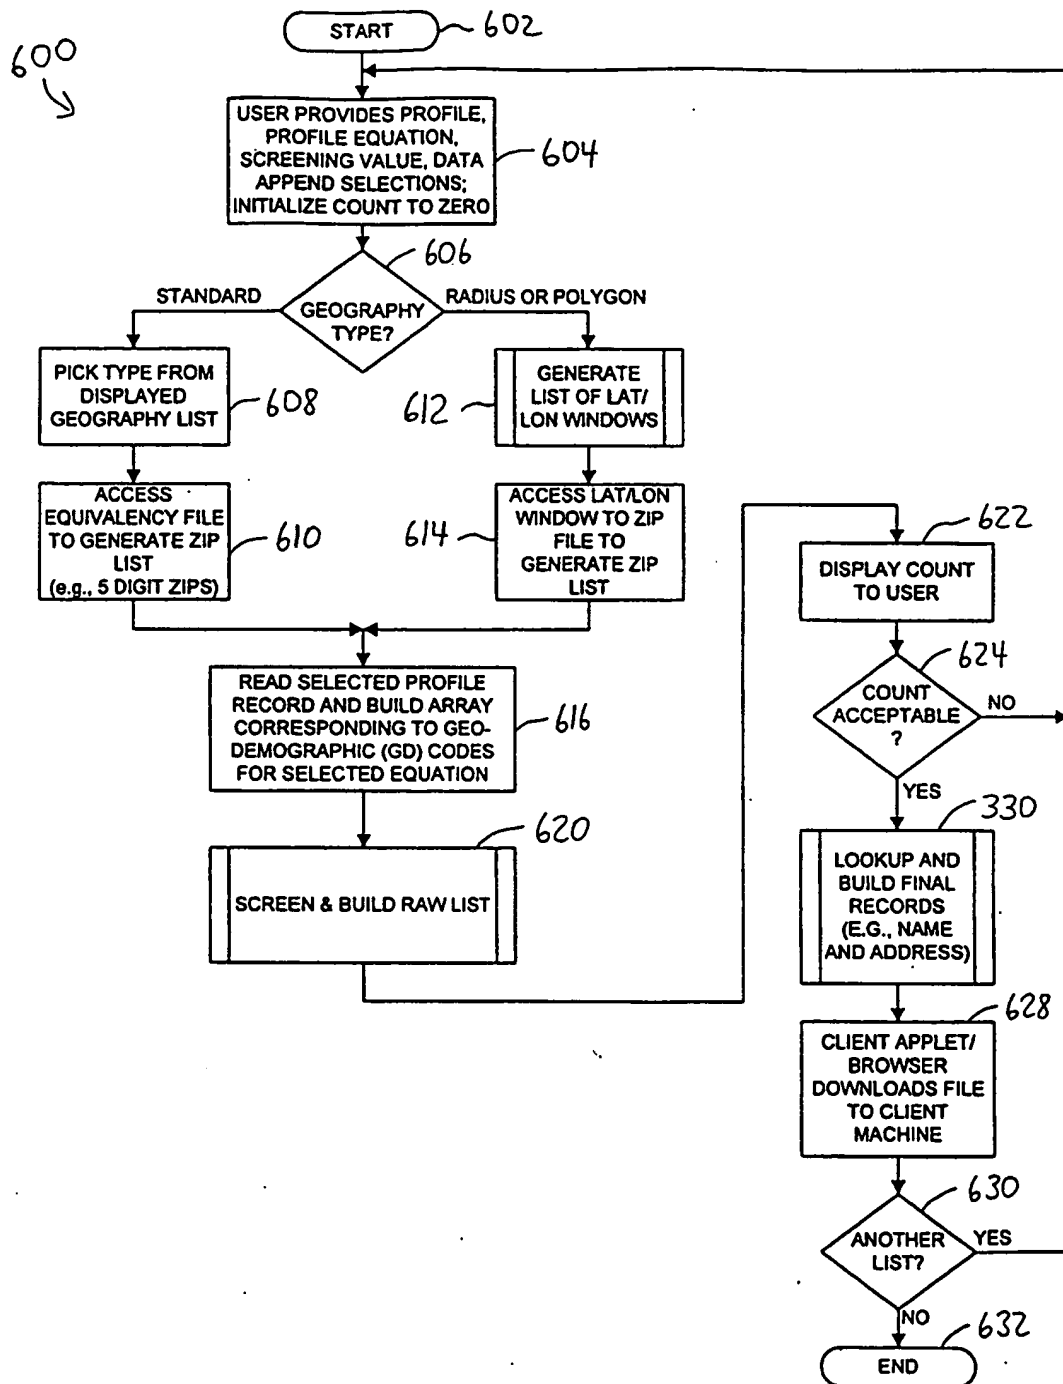 START
602
600
USER PROVIDES PROFILE,
PROFILE EQUATION,
SCREENING VALUE, DATA
APPEND SELECTIONS;
INITIALIZE COUNT TO ZERO
604
606
STANDARD
GEOGRAPHY
TYPE?
RADIUS OR POLYGON
PICK TYPE FROM
DISPLAYED
GEOGRAPHY LIST
608
612
GENERATE
LIST OF LAT/
LON WINDOWS
ACCESS
EQUIVALENCY FILE
TO GENERATE ZIP
LIST
(e.g., 5 DIGIT ZIPS)
610
614
ACCESS LAT/LON
WINDOW TO ZIP
FILE TO
GENERATE ZIP
LIST
READ SELECTED PROFILE
RECORD AND BUILD ARRAY
CORRESPONDING TO GEO-
DEMOGRAPHIC (GD) CODES
FOR SELECTED EQUATION
616
620
SCREEN & BUILD RAW LIST
622
DISPLAY COUNT
TO USER
624
COUNT
ACCEPTABLE
?
NO
YES
330
LOOKUP AND
BUILD FINAL
RECORDS
(E.G., NAME
AND ADDRESS)
628
CLIENT APPLET/
BROWSER
DOWNLOADS FILE
TO CLIENT
MACHINE
630
ANOTHER
LIST?
YES
NO
632
END